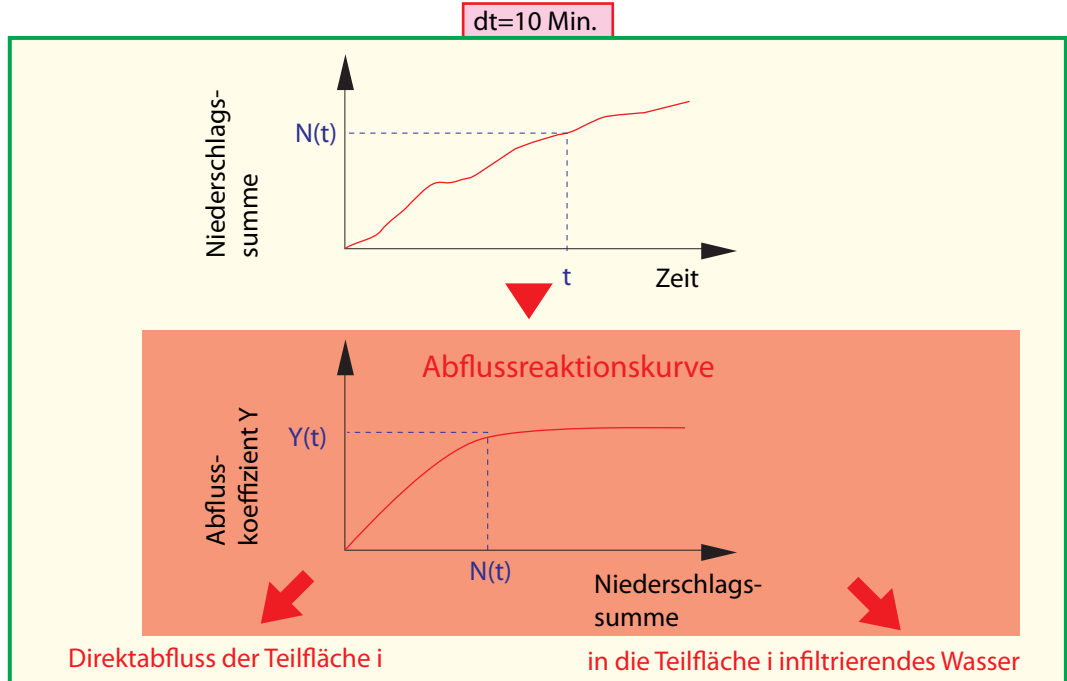 dt=10 Min.
Niederschlags-
summe
N(t)
t
Zeit
Abflussreaktionskurve
Abfluss-
koeffizient Y
Y(t)
N(t)
Niederschlags-
summe
Direktabfluss der Teilfläche i
in die Teilfläche i infiltrierendes Wasser